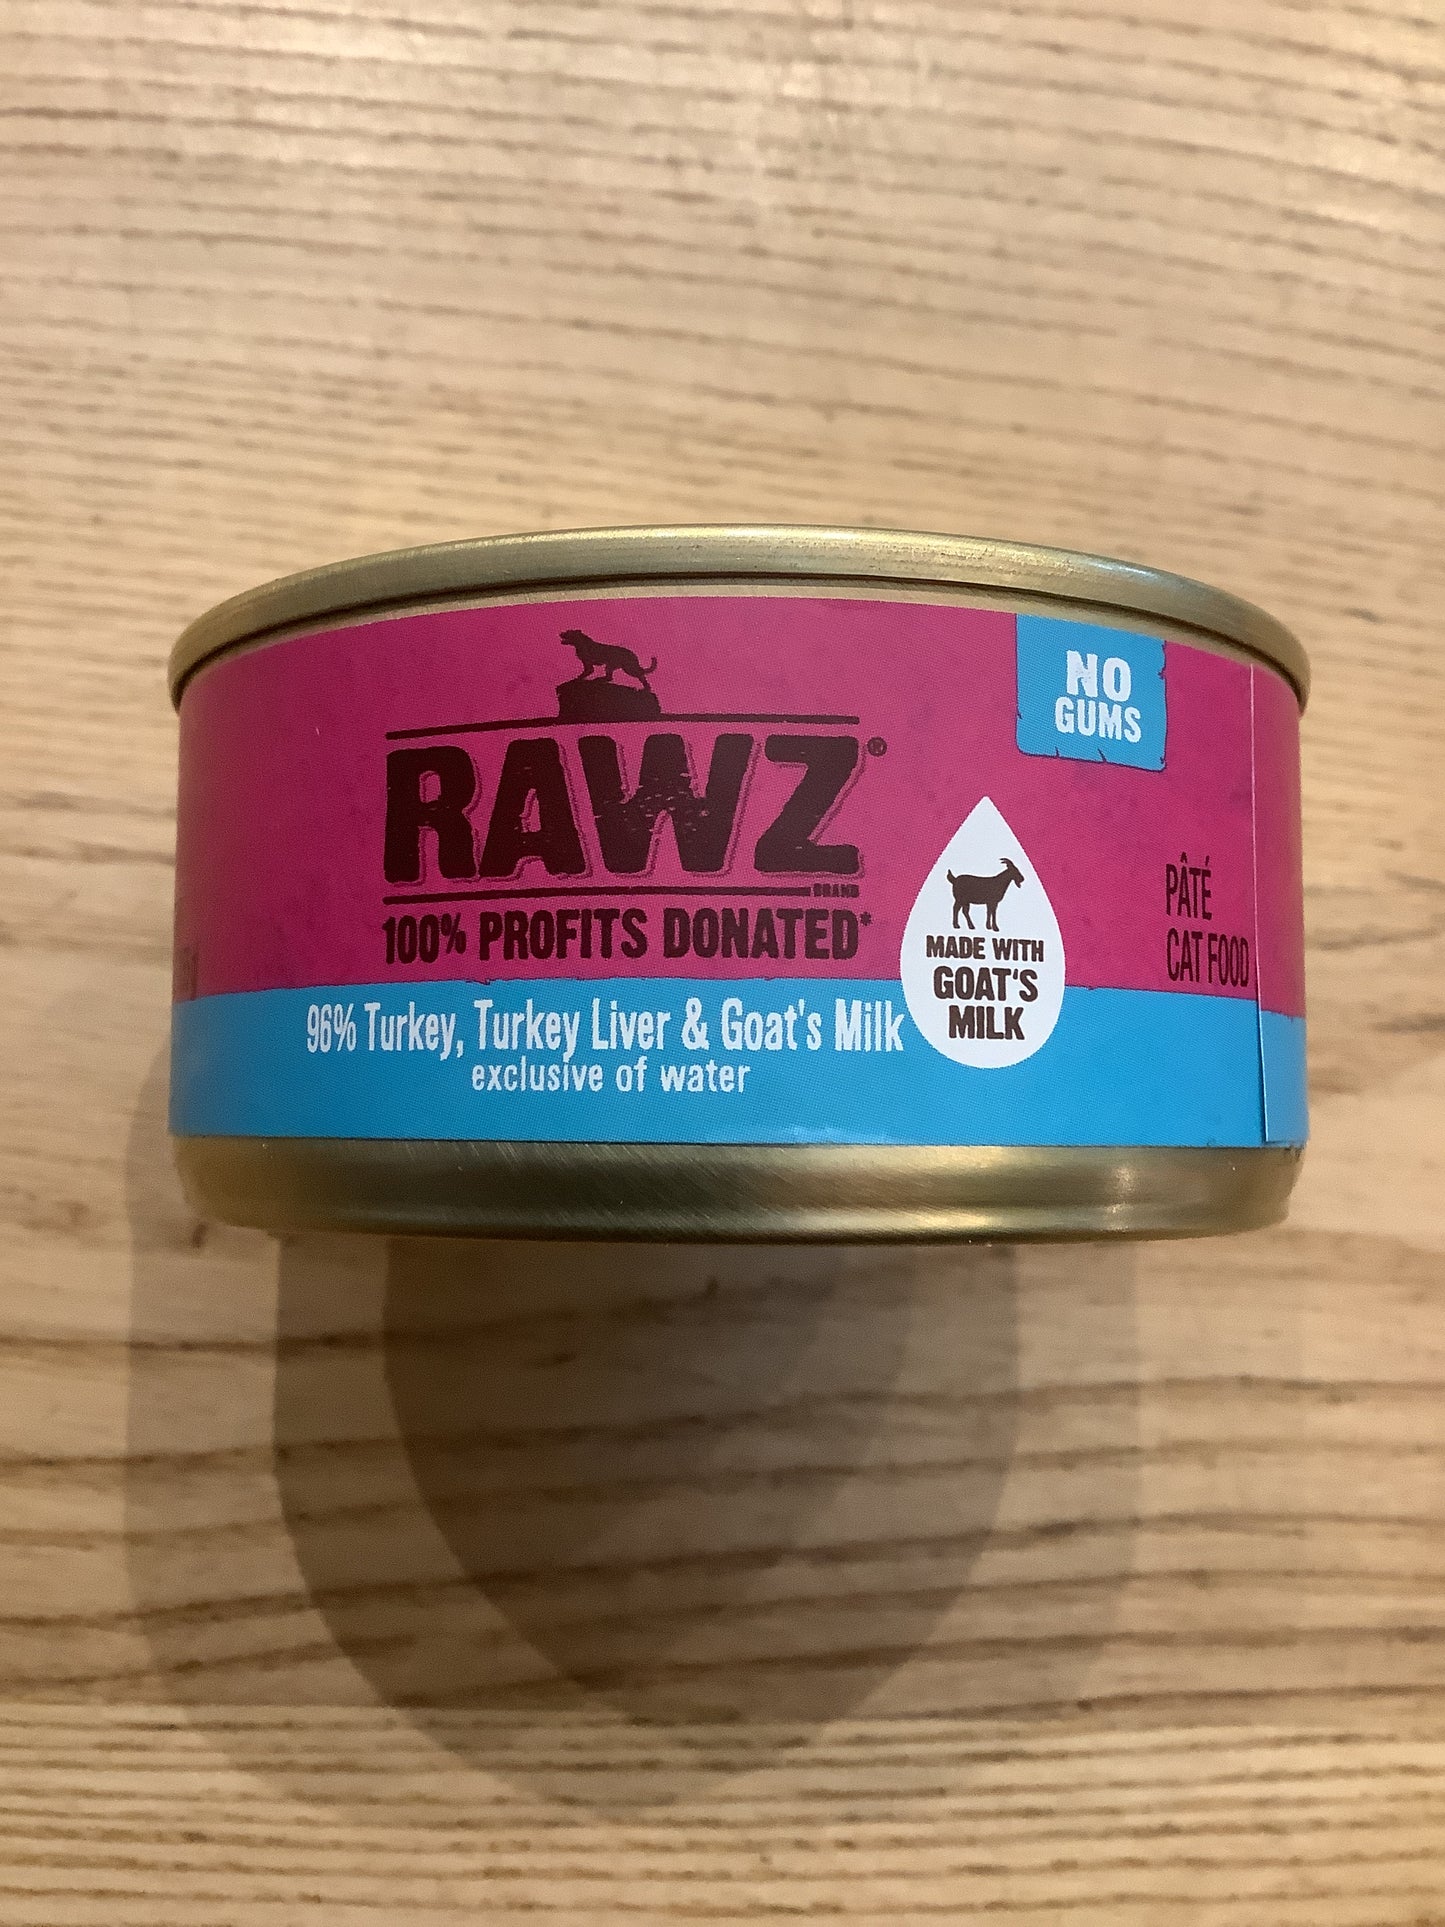 NO
GUMS
RAWZ®
BRAND
100% PROFITS DONATED*
MADE WITH
GOAT'S
MILK
PÂTÉ
CAT FOOD
96% Turkey, Turkey Liver & Goat's Milk
exclusive of water